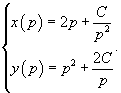 x(p) = 2p + C/p²
y(p) = p² + 2C/p.